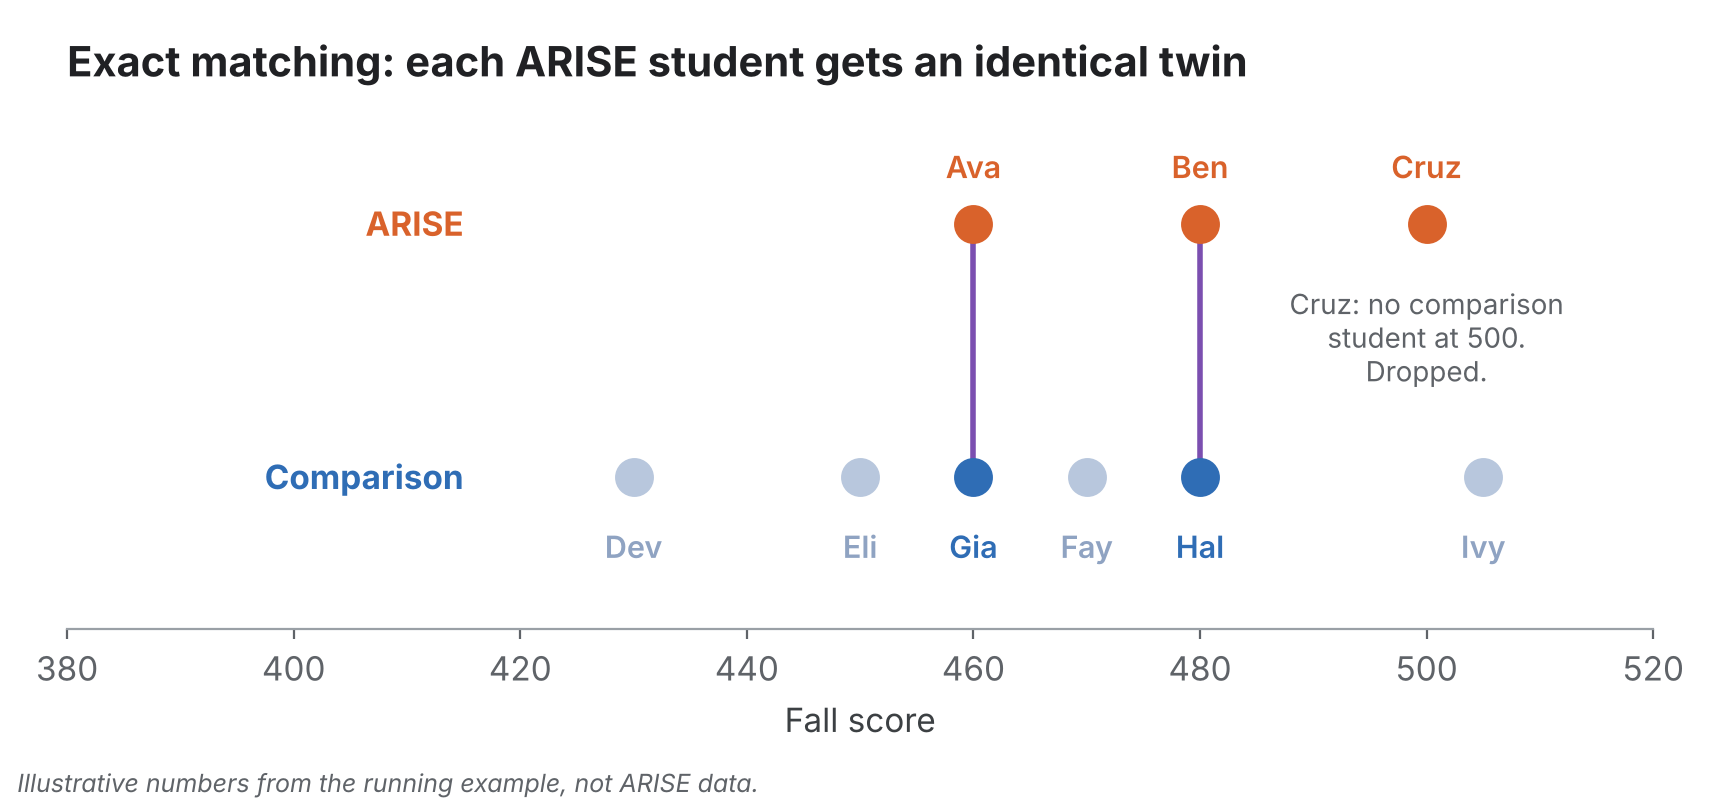 Exact matching: each ARISE student gets an identical twin
Ava
Ben
Cruz
ARISE
Cruz: no comparison
student at 500.
Dropped.
Comparison
Dev
Eli
Gia
Fay
Hal
Ivy
380
400
420
440
460
480
500
520
Fall score
Illustrative numbers from the running example, not ARISE data.